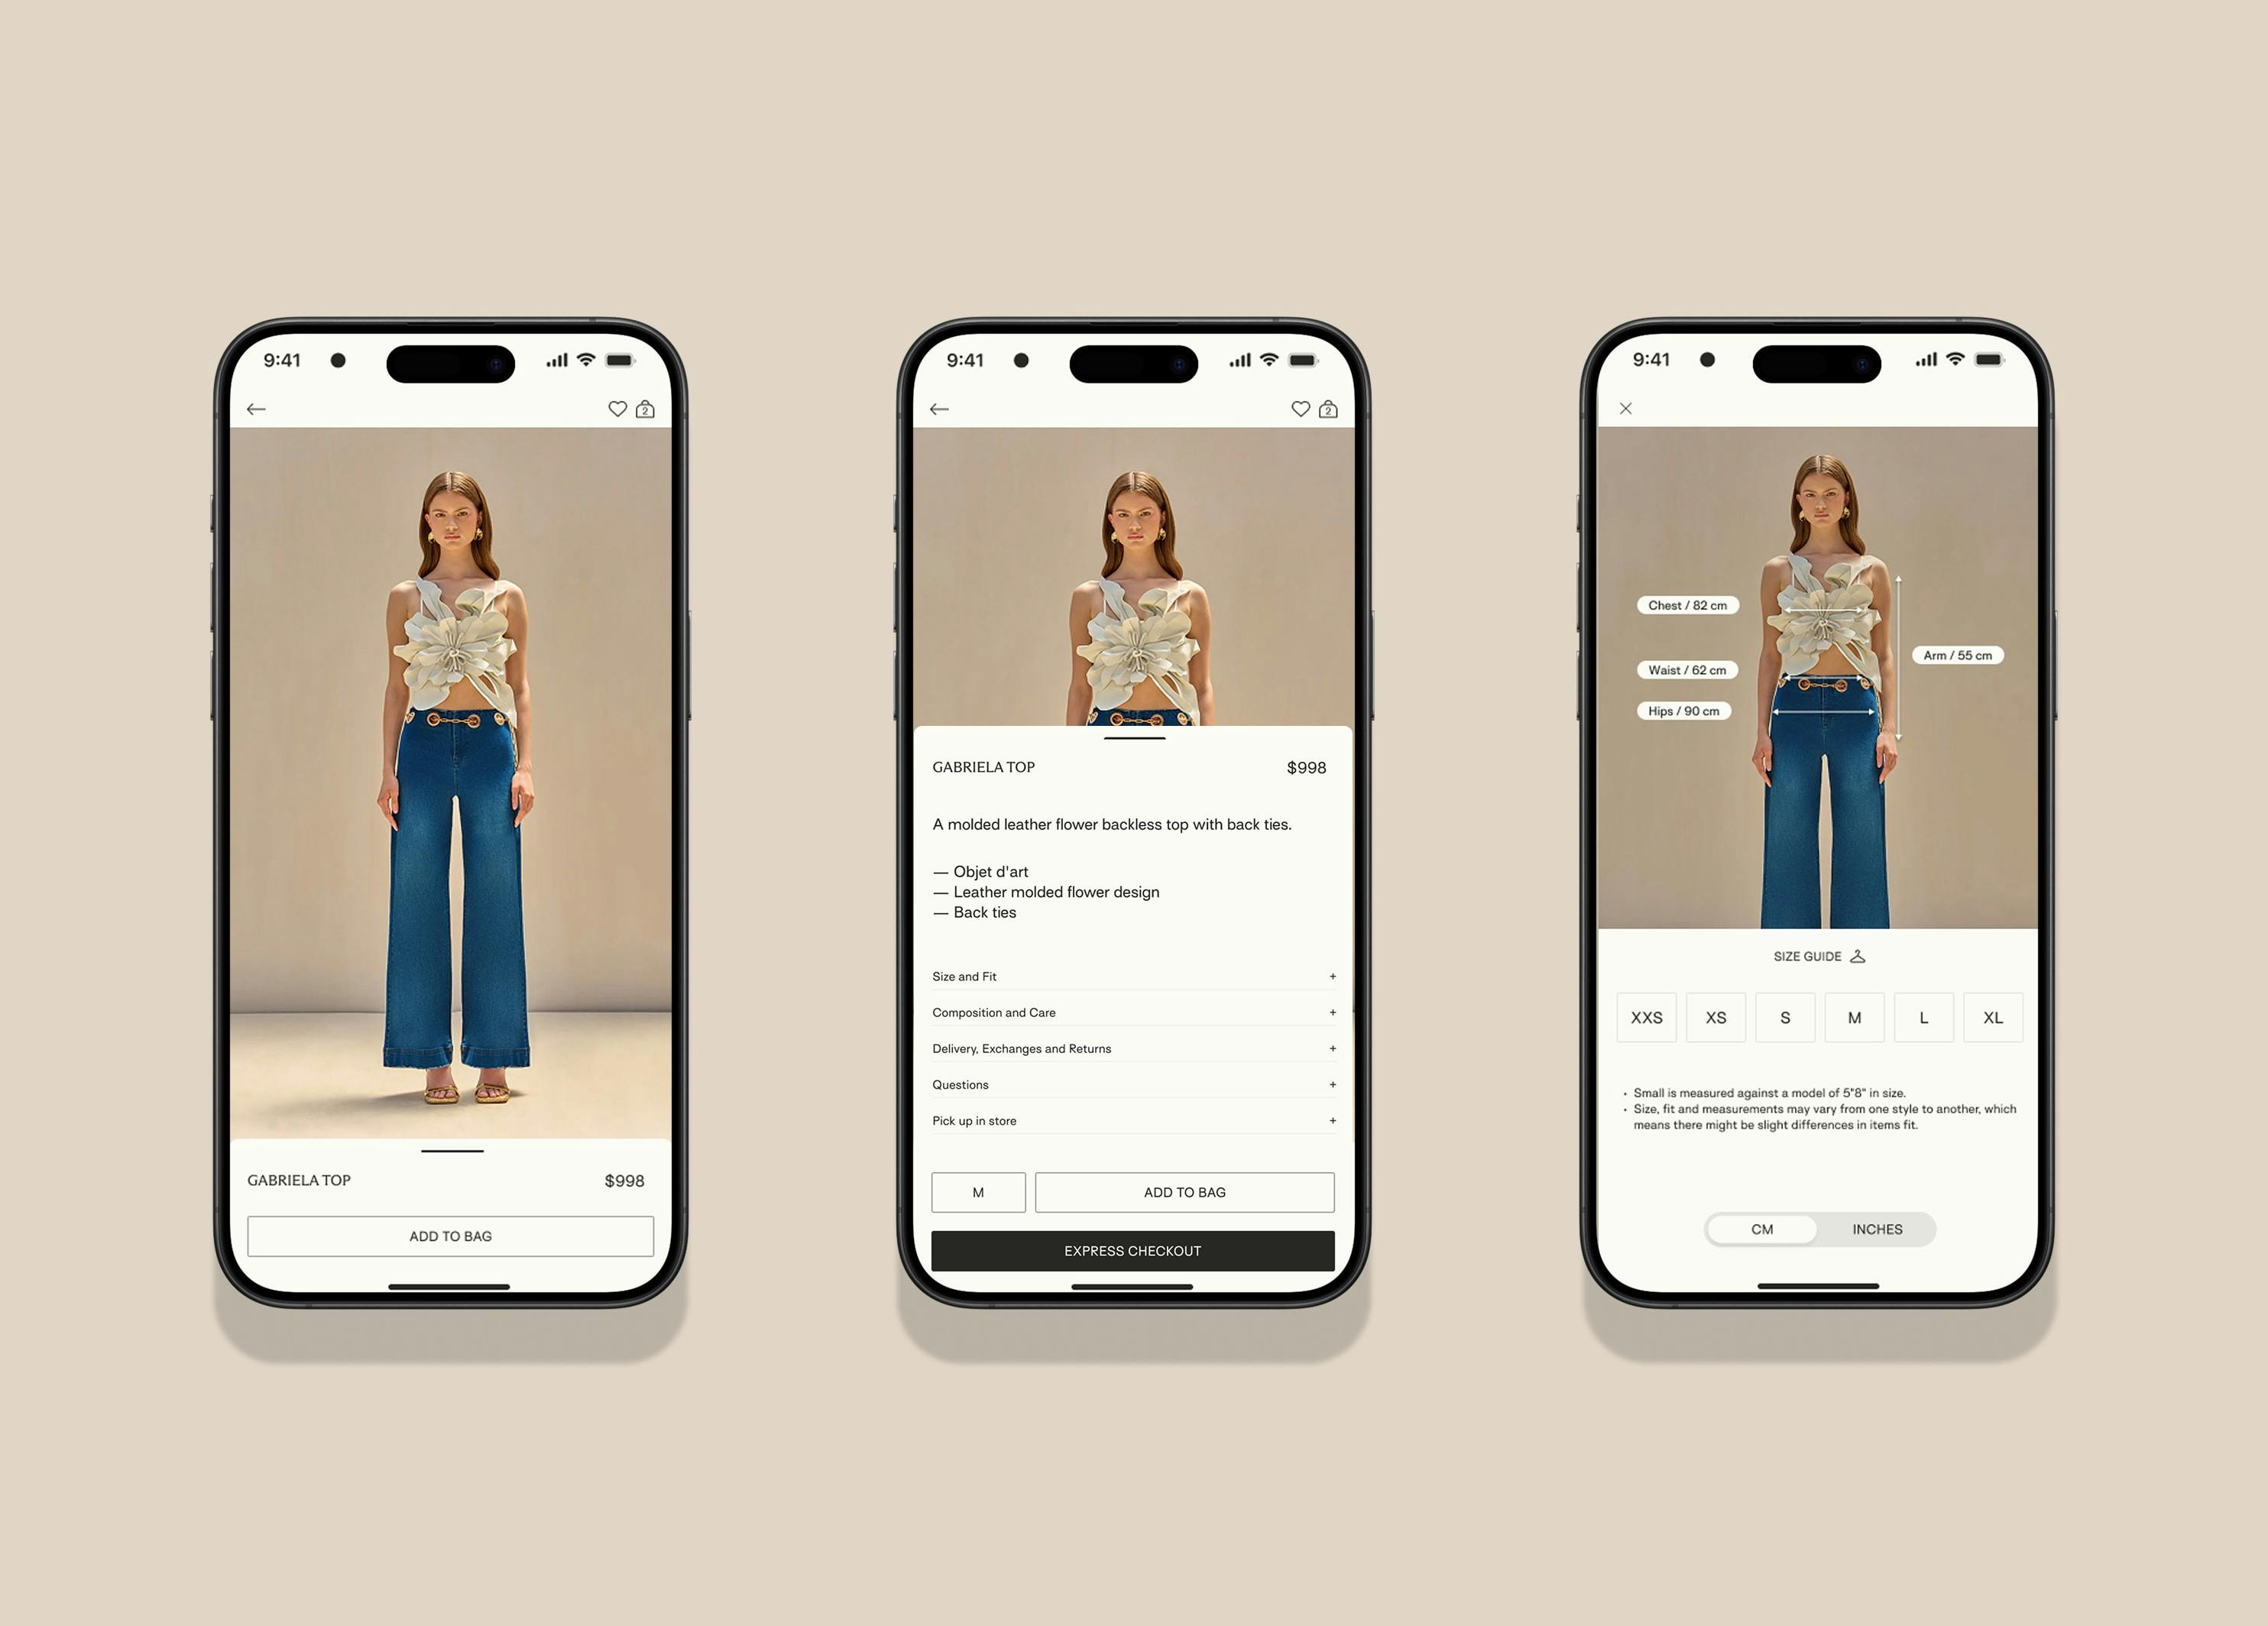 9:41
2
GABRIELA TOP
$998
ADD TO BAG
9:41
2
GABRIELA TOP
$998
A molded leather flower backless top with back ties.
— Objet d'art
— Leather molded flower design
— Back ties
Size and Fit +
Composition and Care +
Delivery, Exchanges and Returns +
Questions +
Pick up in store +
M
ADD TO BAG
EXPRESS CHECKOUT
9:41
Chest / 82 cm
Arm / 55 cm
Waist / 62 cm
Hips / 90 cm
SIZE GUIDE
XXS
XS
S
M
L
XL
• Small is measured against a model of 5"8" in size.
• Size, fit and measurements may vary from one style to another, which
means there might be slight differences in items fit.
CM
INCHES